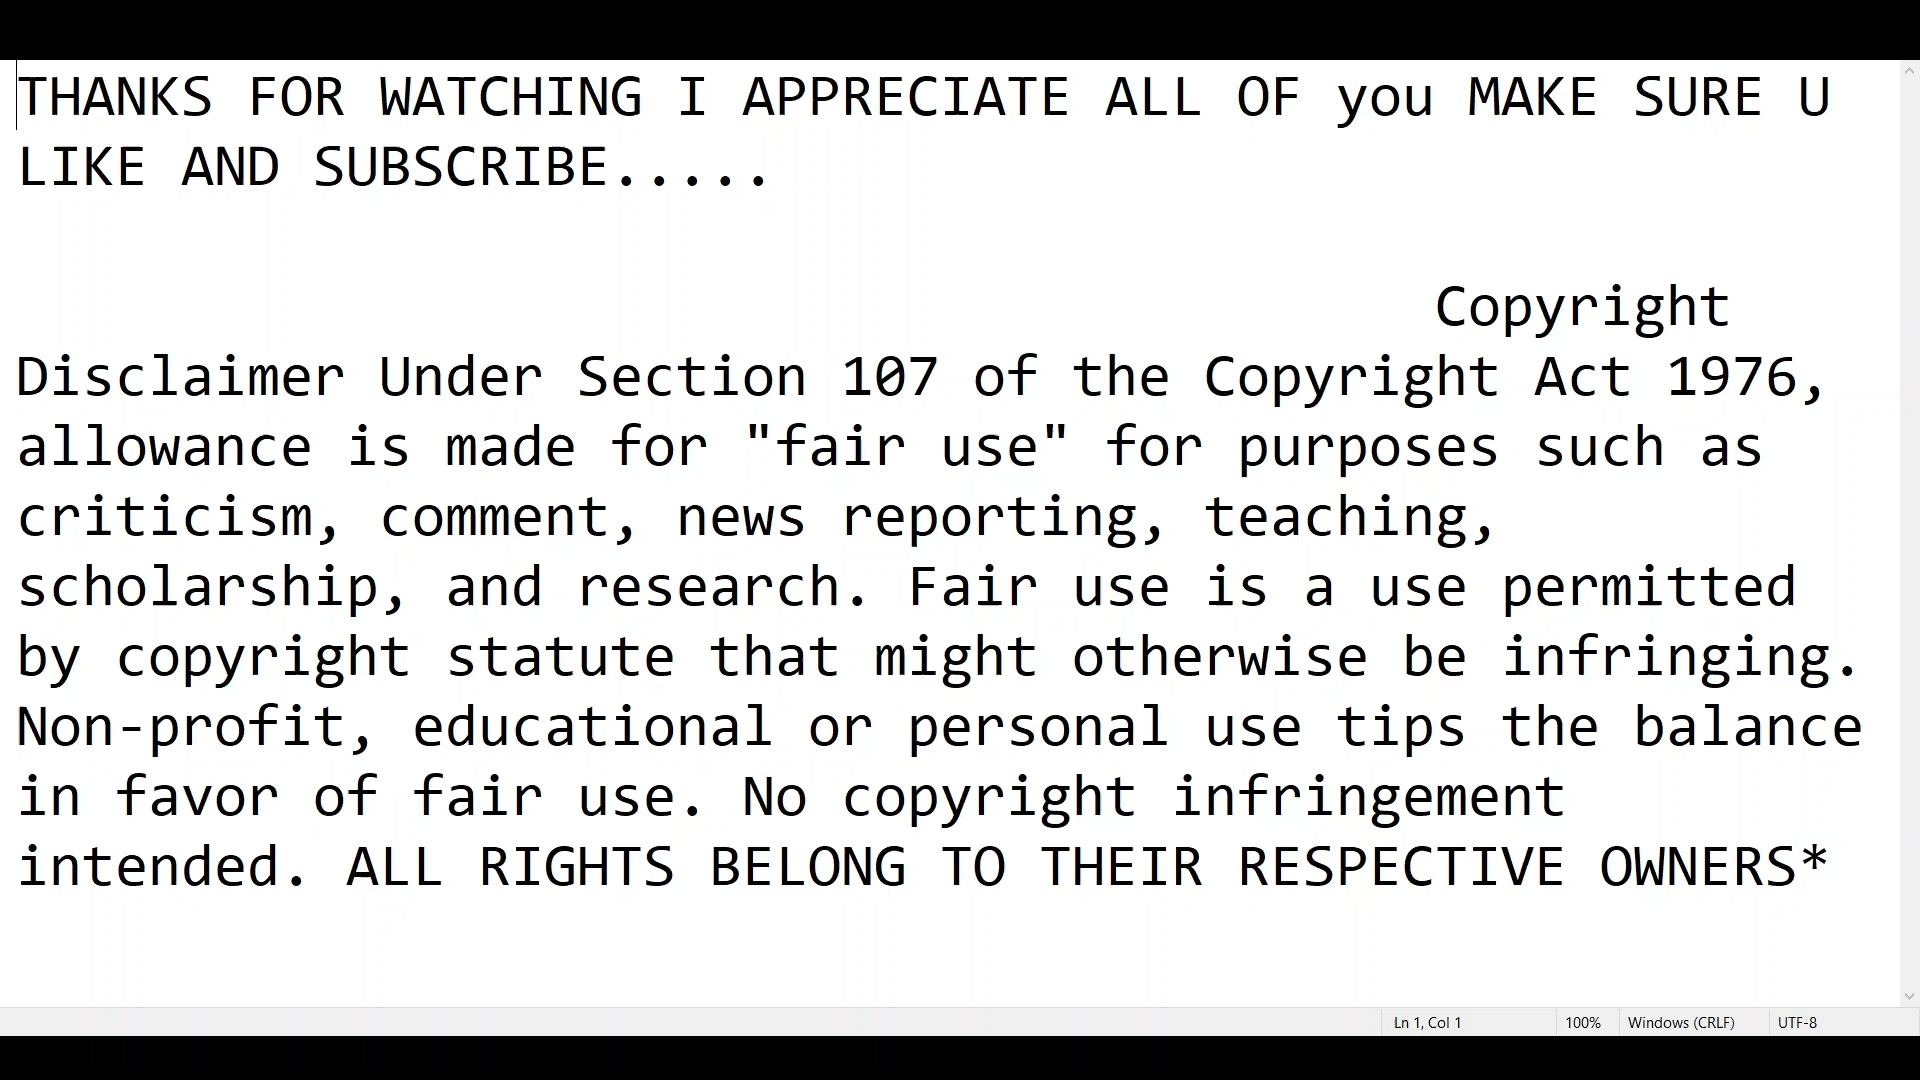 THANKS FOR WATCHING I APPRECIATE ALL OF you MAKE SURE U
LIKE AND SUBSCRIBE.....
Copyright
Disclaimer Under Section 107 of the Copyright Act 1976,
allowance is made for "fair use" for purposes such as
criticism, comment, news reporting, teaching,
scholarship, and research. Fair use is a use permitted
by copyright statute that might otherwise be infringing.
Non-profit, educational or personal use tips the balance
in favor of fair use. No copyright infringement
intended. ALL RIGHTS BELONG TO THEIR RESPECTIVE OWNERS*
Ln 1, Col 1 100% Windows (CRLF) UTF-8